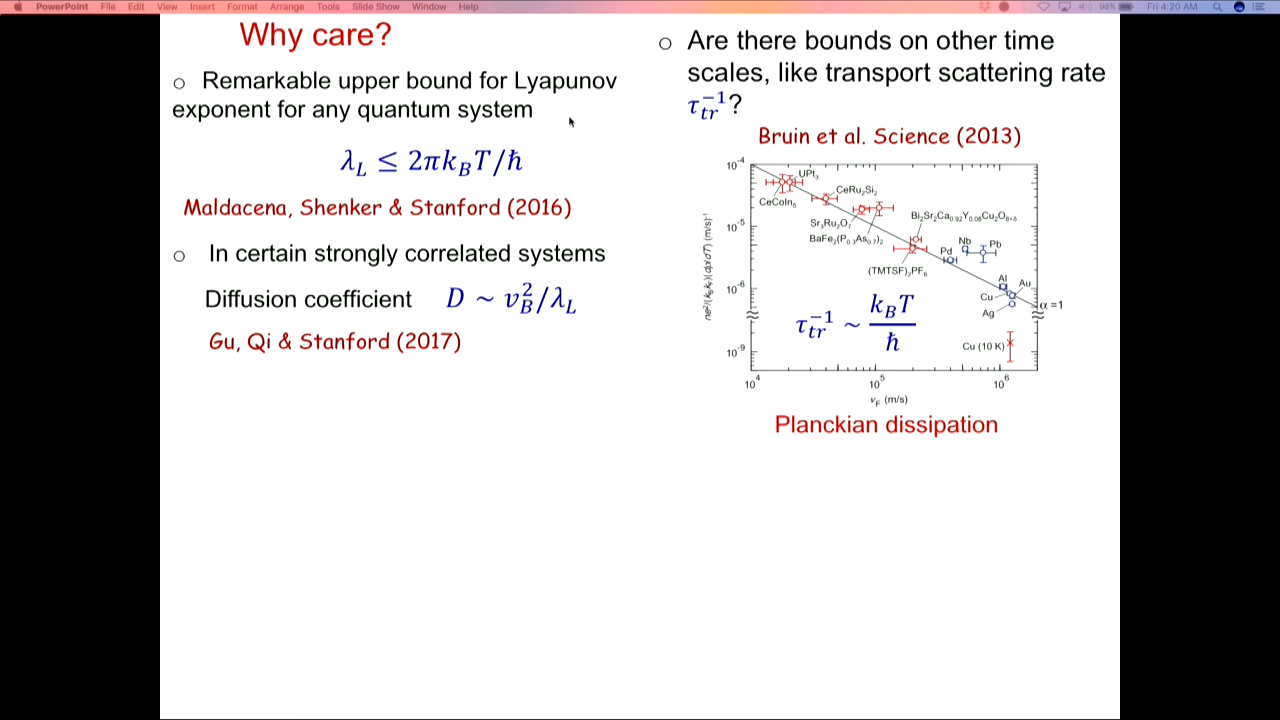 PowerPoint File Edit View Insert Format Arrange Tools Slide Show Window Help 98% Fri 4:20 AM
Why care?
○ Remarkable upper bound for Lyapunov
exponent for any quantum system
λ_L ≤ 2πk_BT/ℏ
Maldacena, Shenker & Stanford (2016)
○ In certain strongly correlated systems
Diffusion coefficient D ~ v_B^2/λ_L
Gu, Qi & Stanford (2017)
○ Are there bounds on other time
scales, like transport scattering rate
τ_tr^−1?
Bruin et al. Science (2013)
10^-4
10^-5
10^-6
10^-9
UPt3
CeRu2Si2
CeCoIn5
Sr3Ru2O7
Bi2Sr2Ca0.92Y0.08Cu2O8+δ
BaFe2(P0.3As0.7)2
Nb
Pb
Pd
(TMTSF)2PF6
Al
Au
Cu
α =1
Ag
τ_tr^−1 ~ k_BT/ℏ
Cu (10 K)
10^4 10^5 10^6
v_F (m/s)
Planckian dissipation